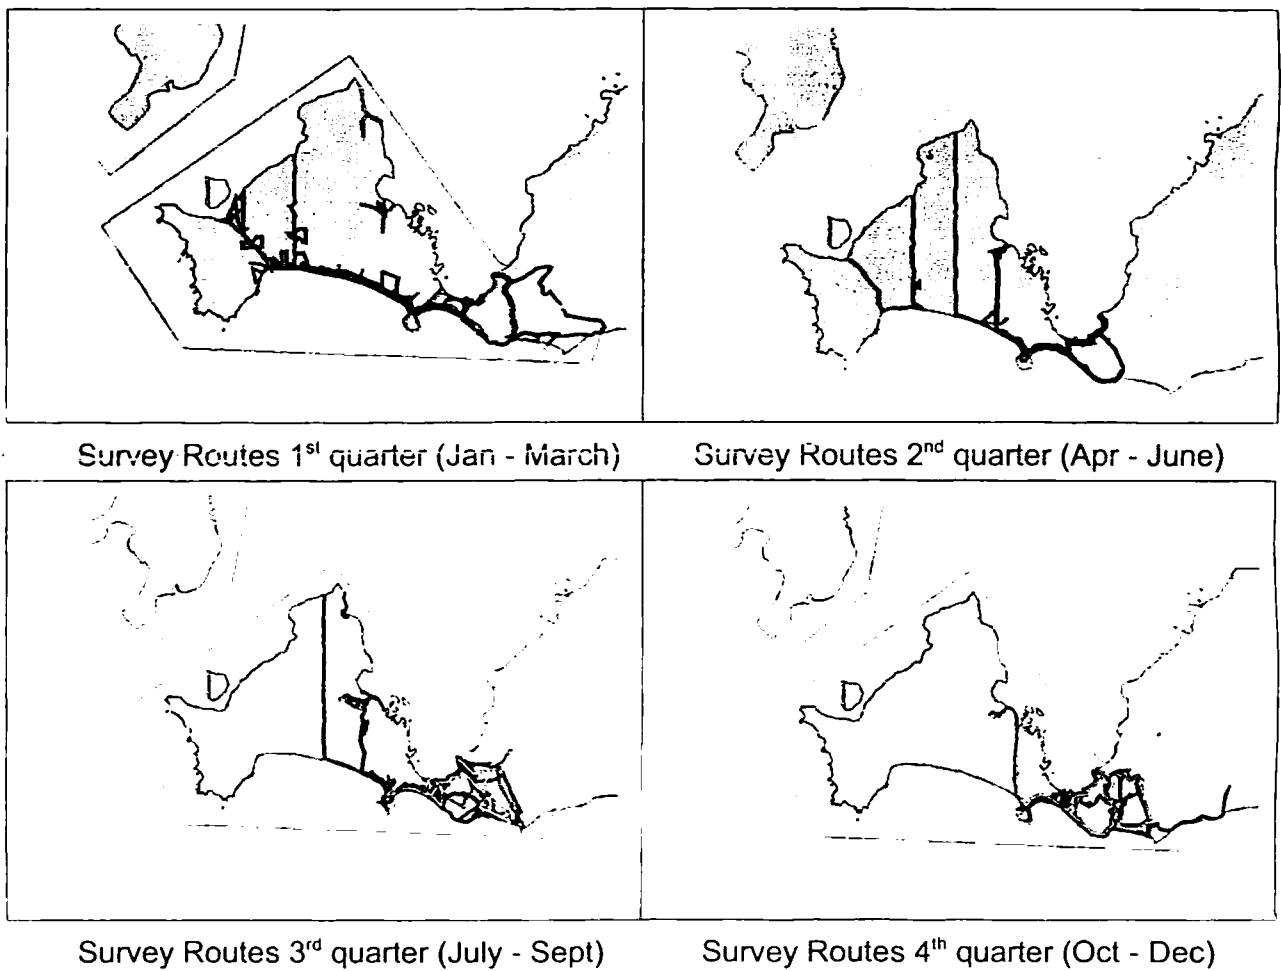 Survey Routes 1st quarter (Jan - March)
Survey Routes 2nd quarter (Apr - June)
Survey Routes 3rd quarter (July - Sept)
Survey Routes 4th quarter (Oct - Dec)